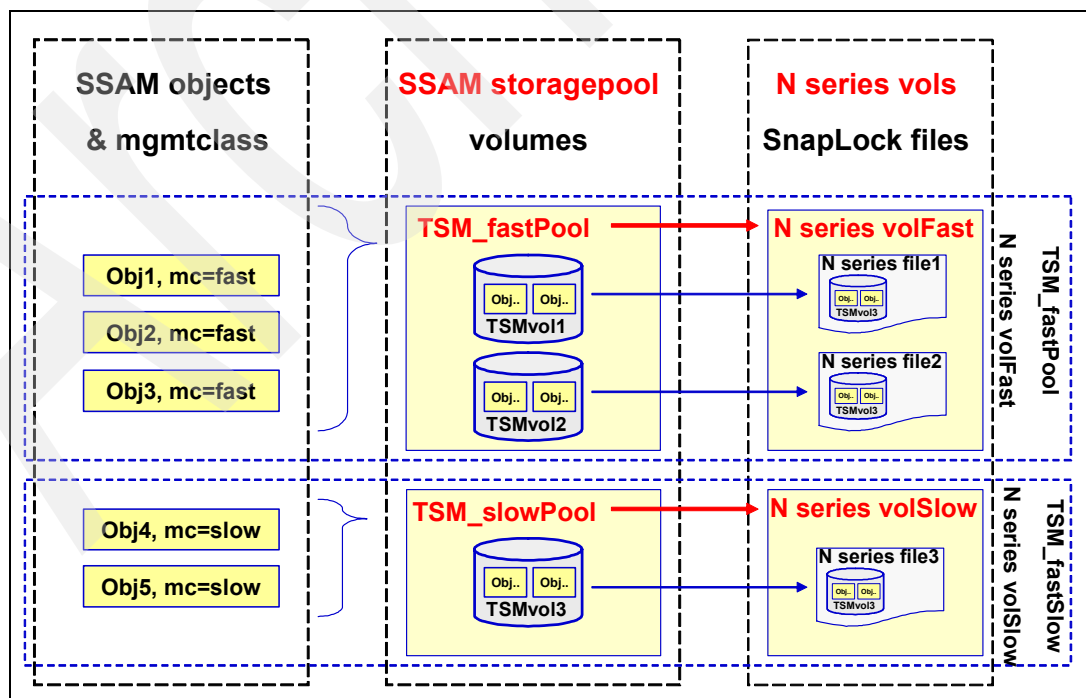 SSAM objects
& mgmtclass
SSAM storagepool
volumes
N series vols
SnapLock files
Obj1, mc=fast
Obj2, mc=fast
Obj3, mc=fast
TSM_fastPool
Obj.. Obj..
TSMvol1
Obj.. Obj..
TSMvol2
N series volFast
N series file1
Obj.. Obj..
TSMvol3
N series file2
Obj.. Obj..
TSMvol3
TSM_fastPool
N series volFast
Obj4, mc=slow
Obj5, mc=slow
TSM_slowPool
Obj.. Obj..
TSMvol3
N series volSlow
N series file3
Obj.. Obj..
TSMvol3
TSM_fastSlow
N series volSlow